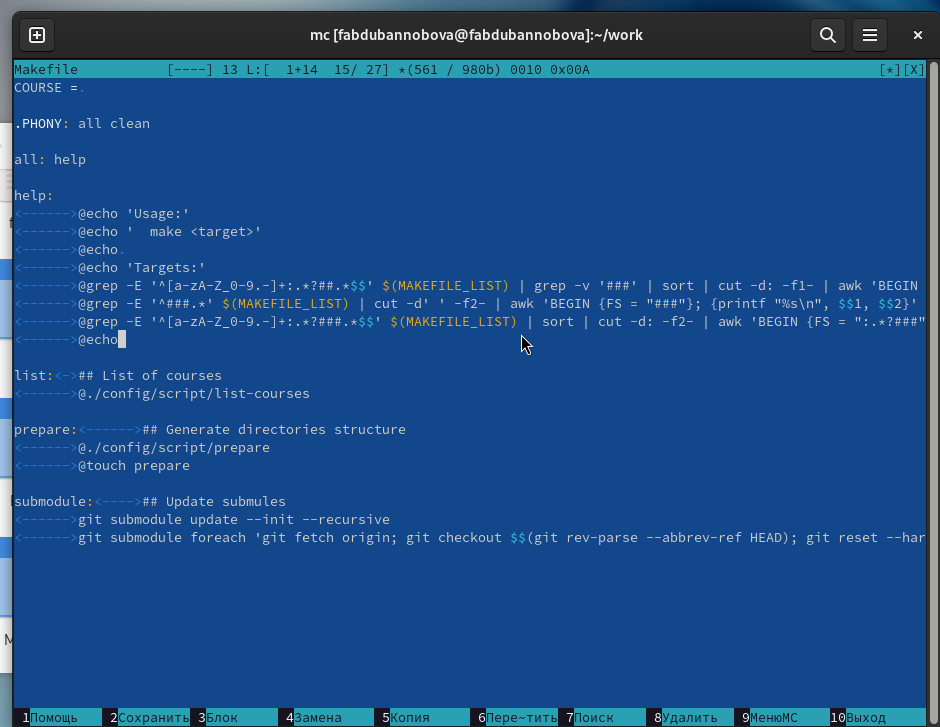 mc [fabdubannobova@fabdubannobova]:~/work
Makefile [----] 13 L:[ 1+14 15/ 27] *(561 / 980b) 0010 0x00A [*][X]
COURSE =.
.PHONY: all clean
all: help
help:
<------>@echo 'Usage:'
<------>@echo '  make <target>'
<------>@echo.
<------>@echo 'Targets:'
<------>@grep -E '^[a-zA-Z_0-9.-]+:.*?##.*$$' $(MAKEFILE_LIST) | grep -v '###' | sort | cut -d: -f1- | awk 'BEGIN
<------>@grep -E '^###.*' $(MAKEFILE_LIST) | cut -d' ' -f2- | awk 'BEGIN {FS = "###"}; {printf "%s\n", $$1, $$2}'
<------>@grep -E '^[a-zA-Z_0-9.-]+:.*?###.*$$' $(MAKEFILE_LIST) | sort | cut -d: -f2- | awk 'BEGIN {FS = ":.*?###"
<------>@echo
list:<->## List of courses
<------>@./config/script/list-courses
prepare:<------>## Generate directories structure
<------>@./config/script/prepare
<------>@touch prepare
submodule:<---->## Update submules
<------>git submodule update --init --recursive
<------>git submodule foreach 'git fetch origin; git checkout $$(git rev-parse --abbrev-ref HEAD); git reset --har
1Помощь 2Сохранить 3Блок 4Замена 5Копия 6Пере~тить 7Поиск 8Удалить 9МенюMC 10Выход